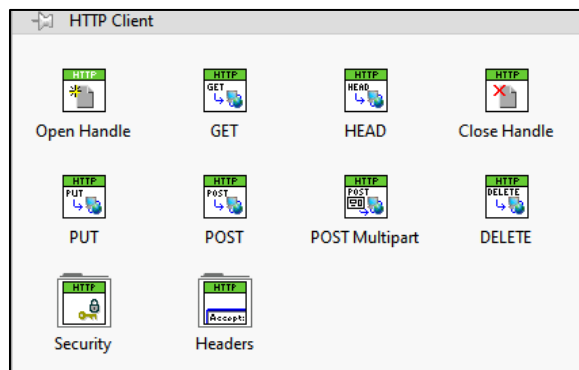 HTTP Client
HTTP
HTTP
GET
HTTP
HEAD
HTTP
Open Handle
GET
HEAD
Close Handle
HTTP
PUT
HTTP
POST
HTTP
POST
HTTP
DELETE
PUT
POST
POST Multipart
DELETE
HTTP
HTTP
Accept:
Security
Headers